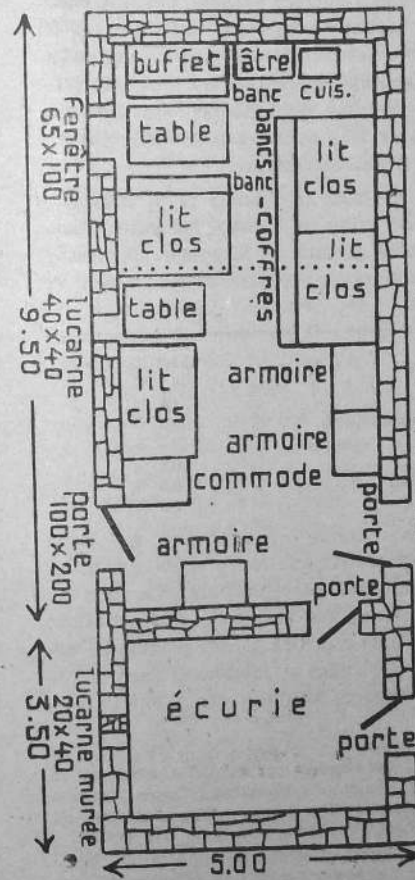 buffet
âtre
banc
cuis.
fenêtre
65x100
table
bancs-coffres
lit
clos
banc
lit
clos
lit
clos
lucarne
40x40
9.50
table
lit
clos
armoire
armoire
commode
porte
100x200
porte
armoire
porte
écurie
lucarne murée
20x40
3.50
porte
5.00